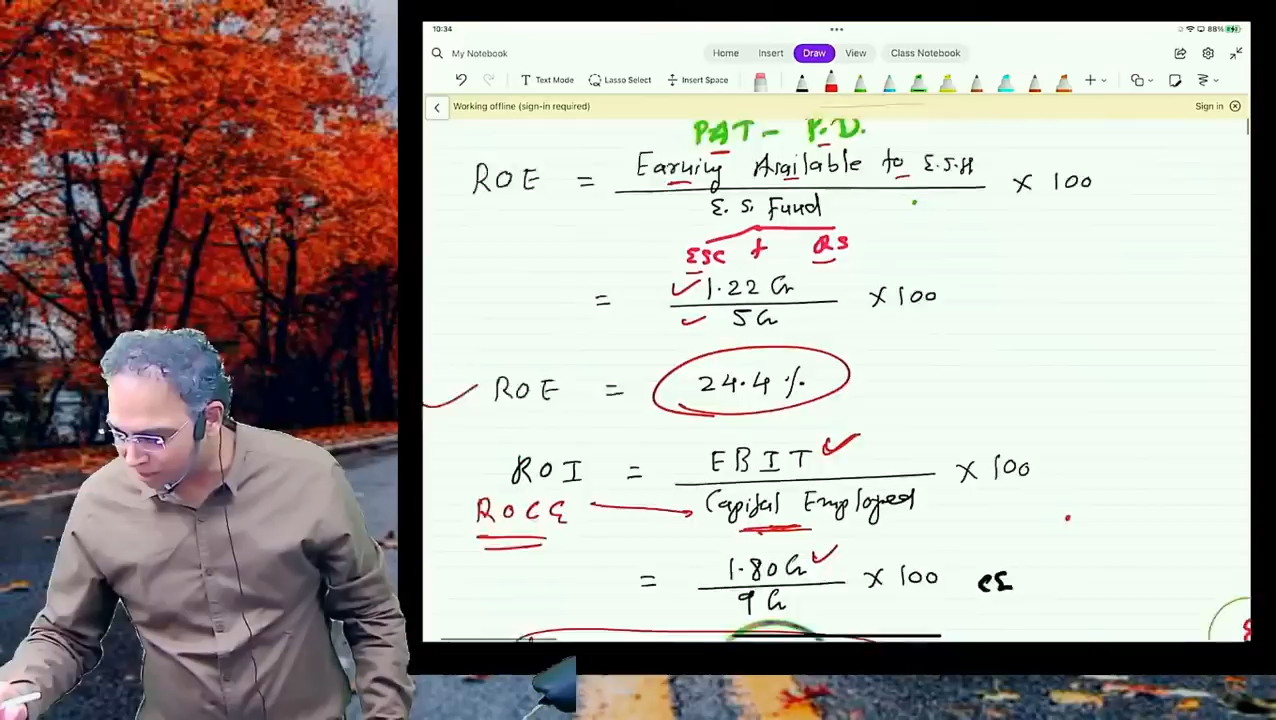 10:34
88%
My Notebook
Home Insert Draw View Class Notebook
Text Mode Lasso Select Insert Space
Working offline (sign-in required) Sign in
PAT - P.D.
ROE = Earning Available to E.S.H × 100
E.S. Fund
ESC + RS
= 1.22 Cr × 100
5 Cr
ROE = 24.4 %
ROI = EBIT × 100
ROCE Capital Employed
= 1.80 Cr × 100 CE
9 Cr